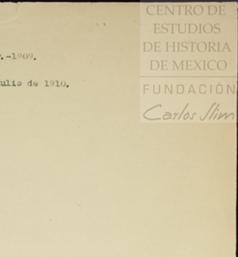 CENTRO DE
ESTUDIOS
DE HISTORIA
DE MEXICO
FUNDACIÓN
Carlos Slim
.-1909.
ulio de 1910.